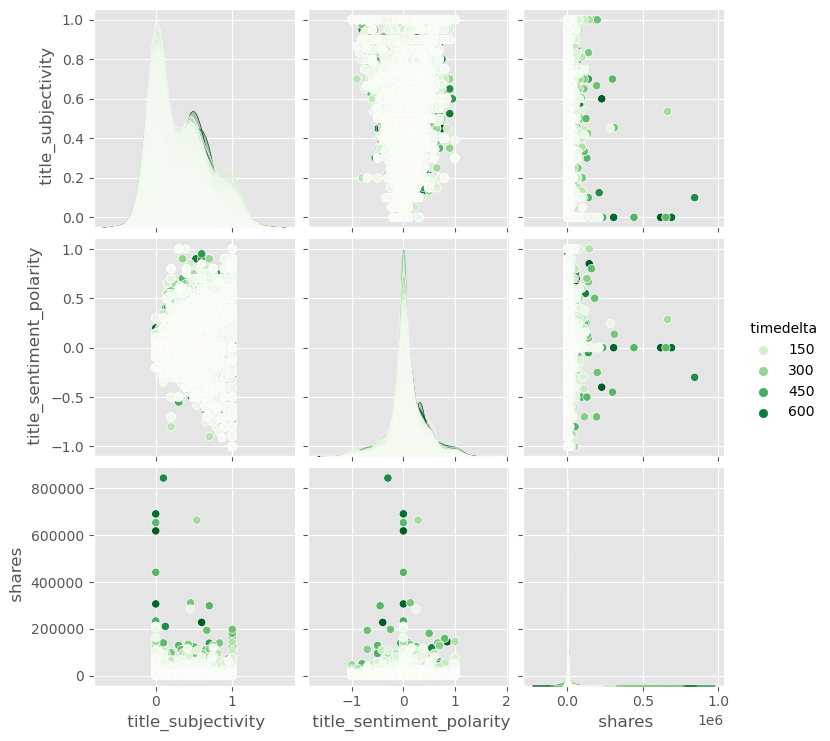 1.0
0.8
0.6
0.4
0.2
0.0
title_subjectivity
1.0
0.5
0.0
−0.5
−1.0
title_sentiment_polarity
timedelta
150
300
450
600
800000
600000
400000
200000
0
shares
0 1
title_subjectivity
−1 0 1 2
title_sentiment_polarity
0.0 0.5 1.0
shares 1e6